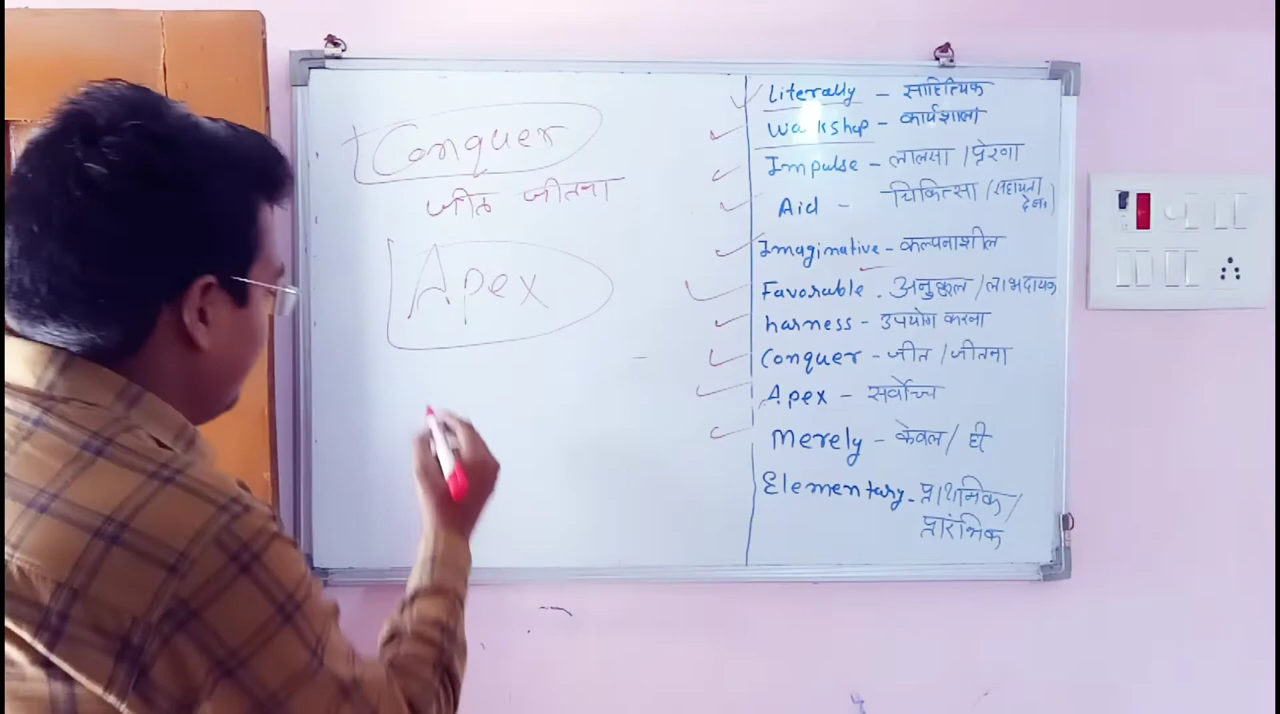 Conquer
जीत जीतना
Apex
Literally - साहित्यिक
Workshop - कार्यशाला
Impulse - लालसा / प्रेरणा
Aid - चिकित्सा (सहायता देना)
Imaginative - कल्पनाशील
Favorable - अनुकूल / लाभदायक
harness - उपयोग करना
Conquer - जीत / जीतना
Apex - सर्वोच्च
Merely - केवल / ही
Elementary - प्राथमिक /
प्रारंभिक